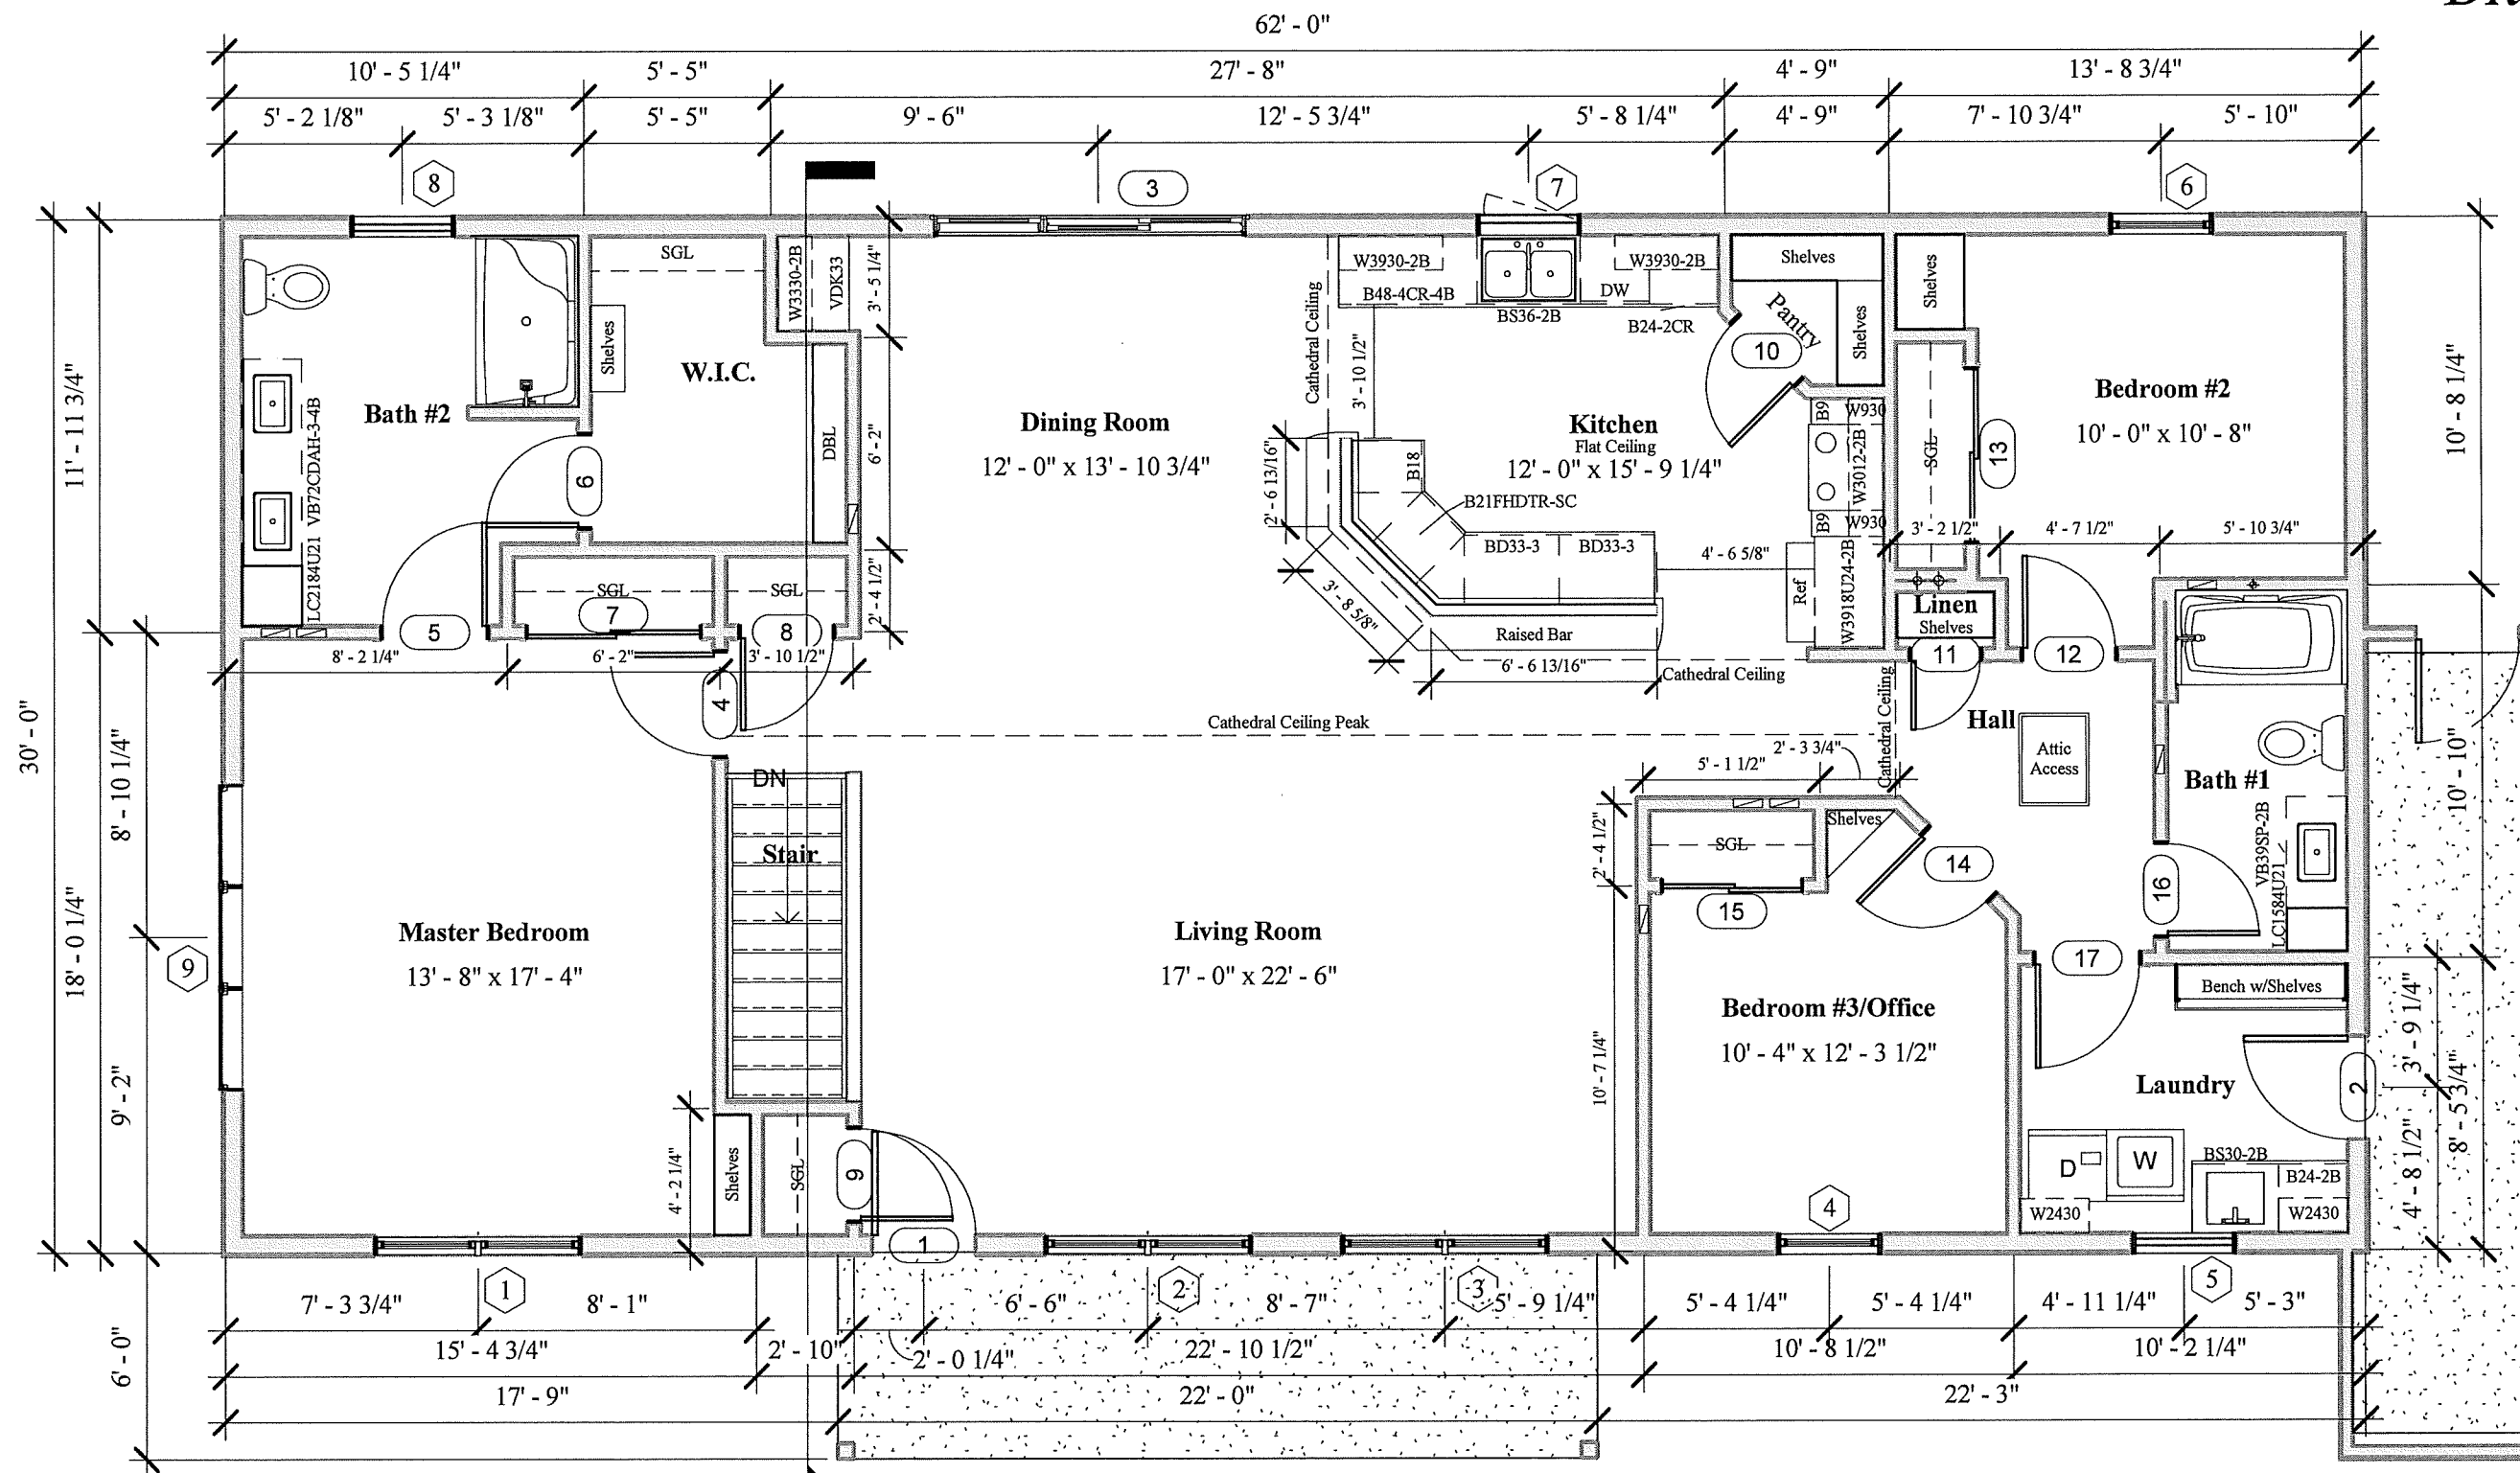 62' - 0"
10' - 5 1/4" 5' - 5" 27' - 8" 4' - 9" 13' - 8 3/4"
5' - 2 1/8" 5' - 3 1/8" 5' - 5" 9' - 6" 12' - 5 3/4" 5' - 8 1/4" 4' - 9" 7' - 10 3/4" 5' - 10"
8
3
7
6
SGL
Shelves
W.I.C.
W3330-2B
VDK33
3' - 5 1/4"
DBL
6' - 2"
2' - 4 1/2"
Bath #2
LC2184U21 VB72CDAH-3-4B
6
5
SGL
7
SGL
8
8' - 2 1/4" 6' - 2" 3' - 10 1/2"
4
11' - 11 3/4"
30' - 0"
18' - 0 1/4"
8' - 10 1/4"
9' - 2"
6' - 0"
9
Dining Room
12' - 0" x 13' - 10 3/4"
Cathedral Ceiling
3' - 10 1/2"
W3930-2B
B48-4CR-4B
BS36-2B
DW
W3930-2B
B24-2CR
Kitchen
Flat Ceiling
12' - 0" x 15' - 9 1/4"
Shelves
Pantry
Shelves
10
B9
W930
W3012-2B
B9
W930
Ref
W3918U24-2B
2' - 6 13/16"
B18
B21FHDTR-SC
BD33-3
BD33-3
4' - 6 5/8"
3' - 8 5/8"
Raised Bar
6' - 6 13/16"
Cathedral Ceiling
Cathedral Ceiling Peak
Cathedral Ceiling
Shelves
SGL
13
Bedroom #2
10' - 0" x 10' - 8"
10' - 8 1/4"
3' - 2 1/2" 4' - 7 1/2" 5' - 10 3/4"
Linen
Shelves
11
12
Hall
Attic
Access
Bath #1
VB39SP-2B
LC1584U21
16
10' - 10"
2' - 3 3/4"
5' - 1 1/2"
2' - 4 1/2"
SGL
Shelves
15
14
17
Bench w/Shelves
DN
Stair
Master Bedroom
13' - 8" x 17' - 4"
Living Room
17' - 0" x 22' - 6"
10' - 7 1/4"
Bedroom #3/Office
10' - 4" x 12' - 3 1/2"
Laundry
2
3' - 9 1/4"
8' - 5 3/4"
4' - 8 1/2"
D
W
W2430
BS30-2B
B24-2B
W2430
4' - 2 1/4"
Shelves
SGL
9
1
4
1
2
3
5
7' - 3 3/4" 8' - 1" 6' - 6" 8' - 7" 5' - 9 1/4" 5' - 4 1/4" 5' - 4 1/4" 4' - 11 1/4" 5' - 3"
15' - 4 3/4" 2' - 10" 2' - 0 1/4" 22' - 10 1/2" 10' - 8 1/2" 10' - 2 1/4"
17' - 9" 22' - 0" 22' - 3"